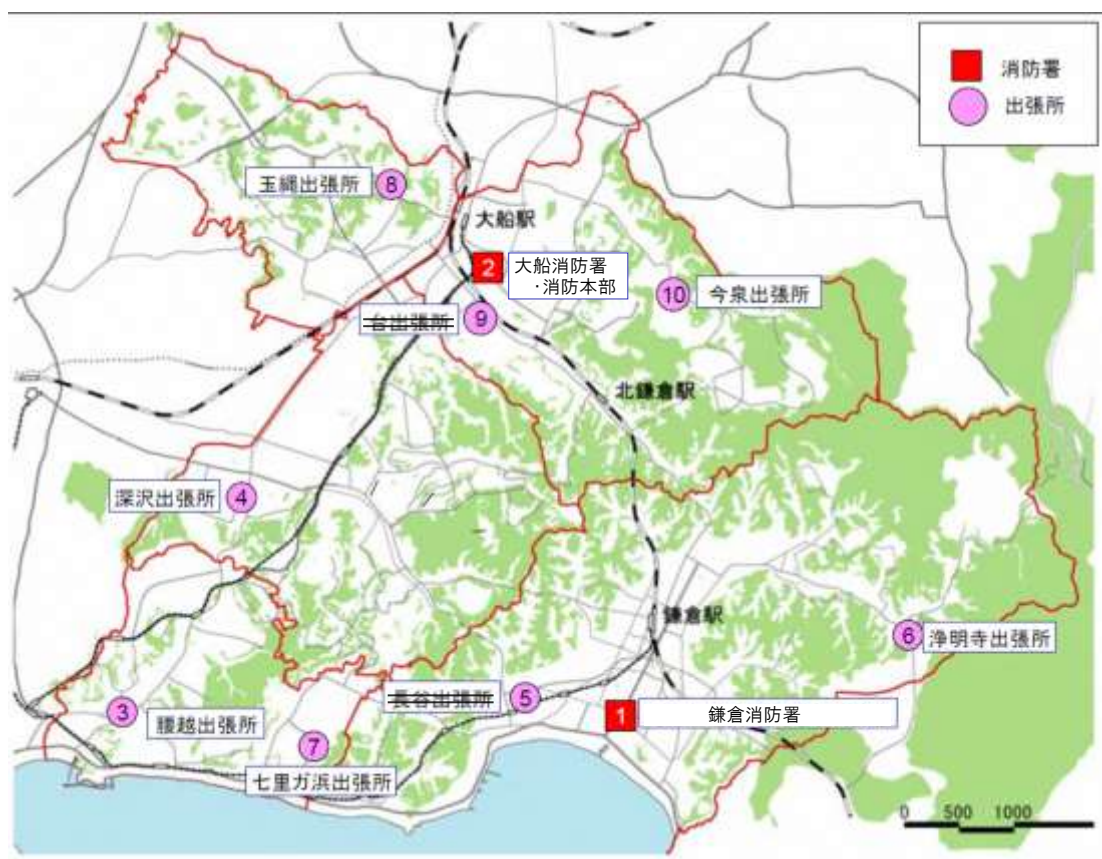 消防署
出張所
玉縄出張所
8
大船駅
2
大船消防署
・消防本部
10
今泉出張所
台出張所
9
北鎌倉駅
深沢出張所
4
鎌倉駅
6
浄明寺出張所
長谷出張所
5
3
腰越出張所
1
鎌倉消防署
7
七里ガ浜出張所
0 500 1000